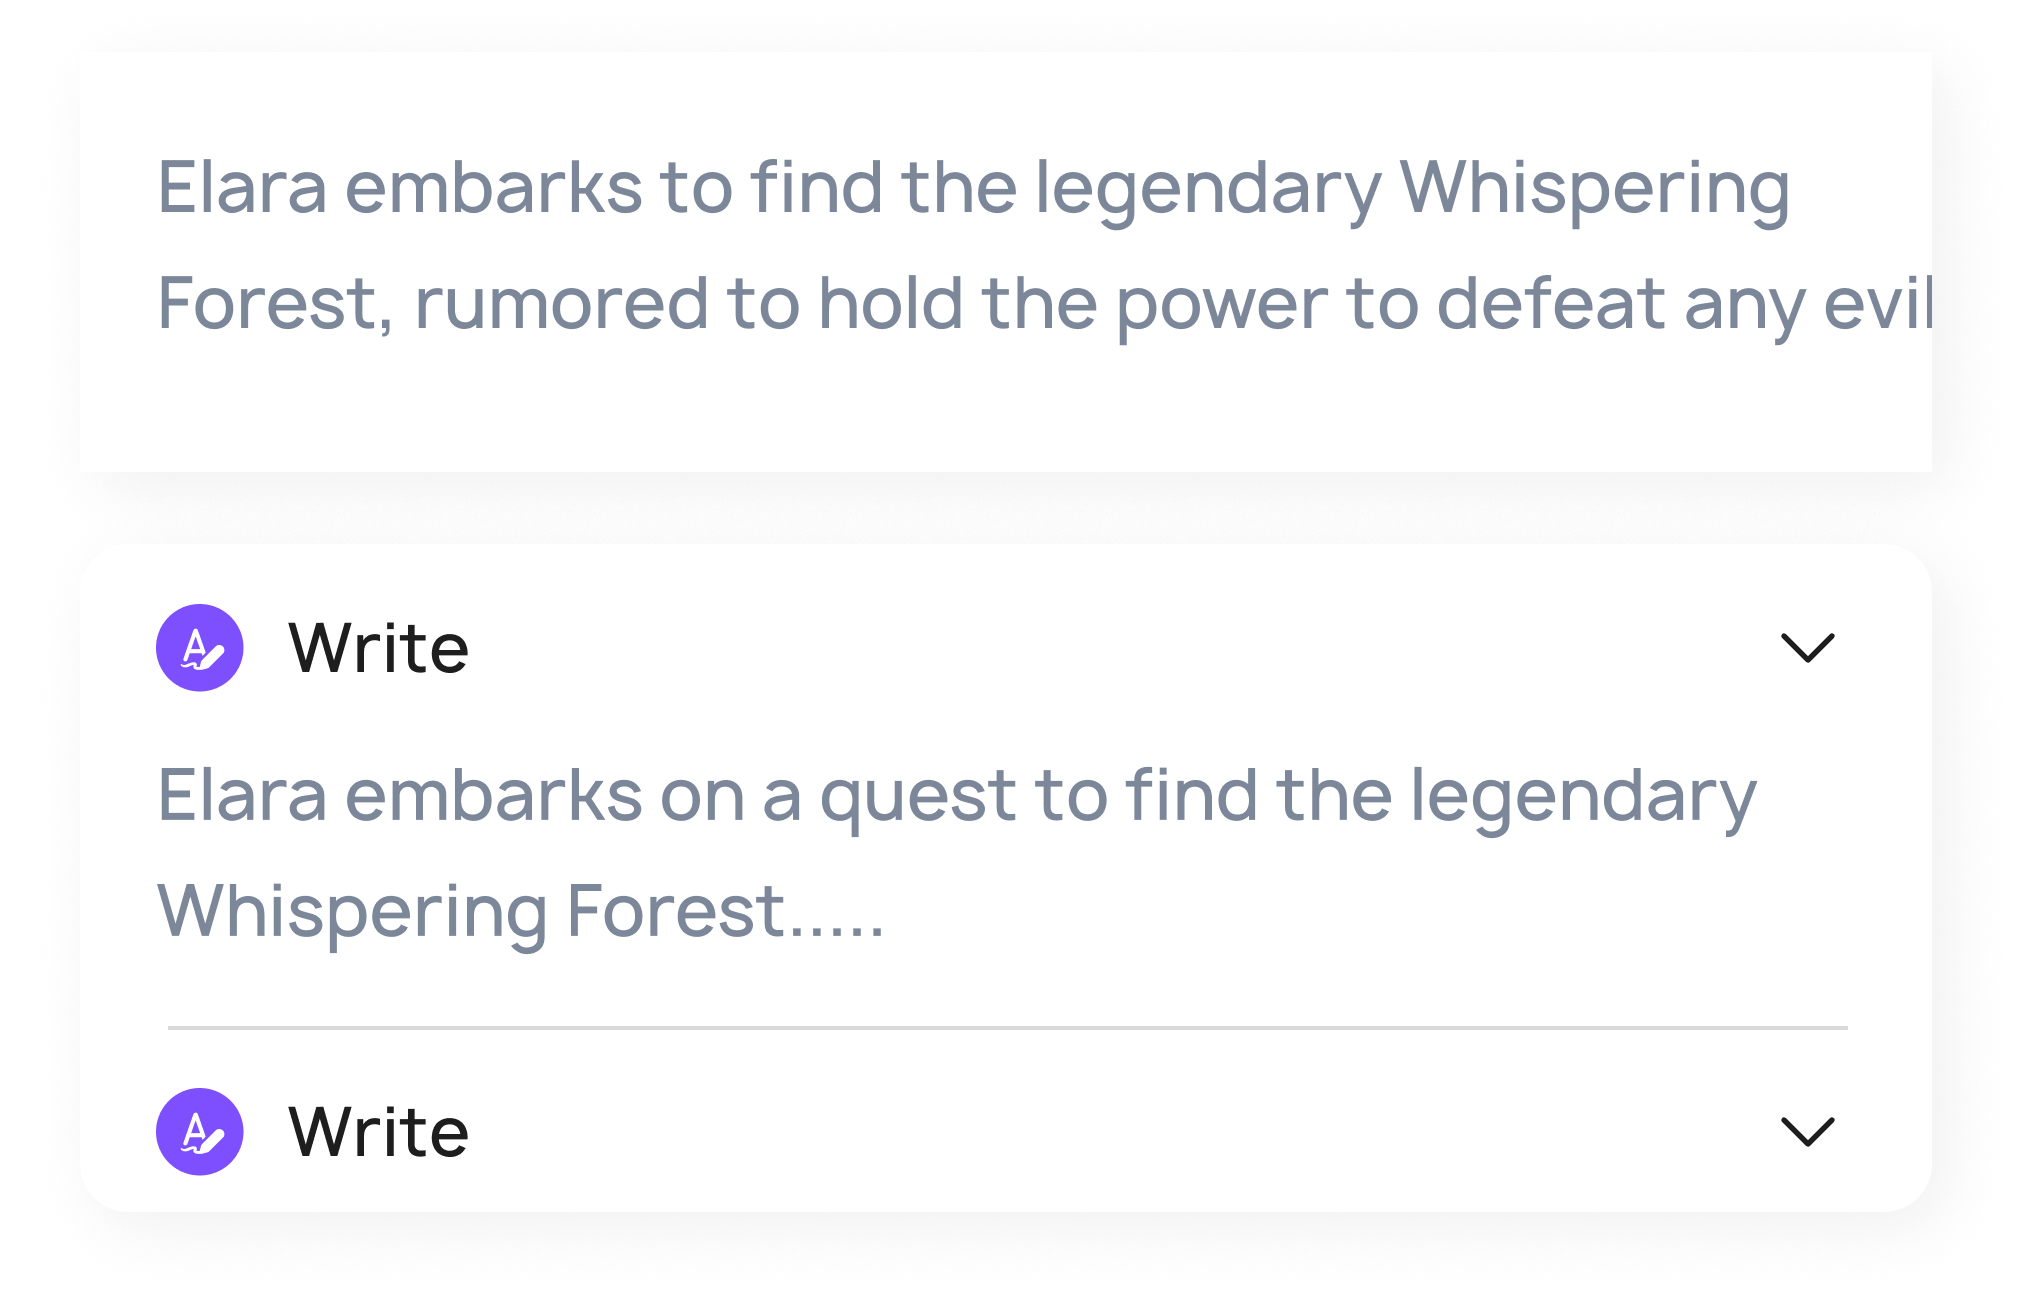 Elara embarks to find the legendary Whispering
Forest, rumored to hold the power to defeat any evil
Write
Elara embarks on a quest to find the legendary
Whispering Forest.....
Write